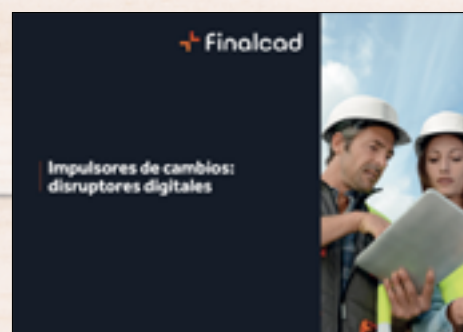 Finalcad
Impulsores de cambios:
disruptores digitales